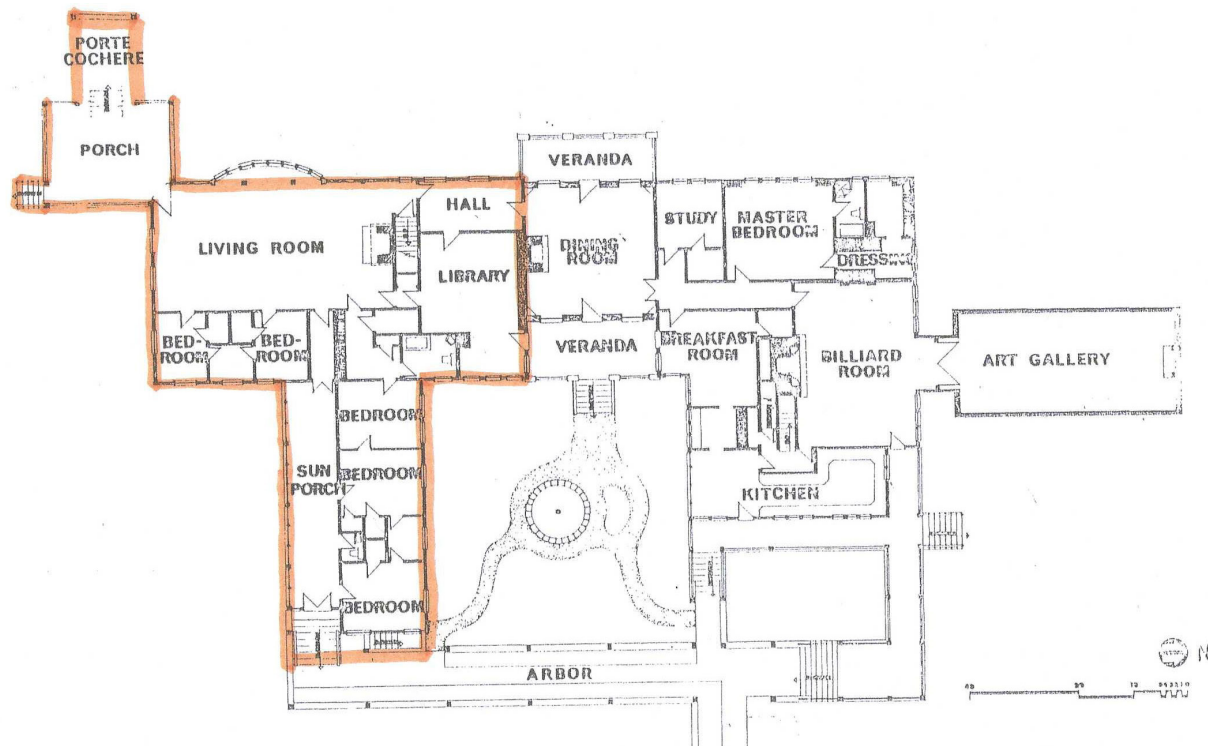 PORTE
COCHERE
PORCH
VERANDA
HALL
LIVING ROOM
LIBRARY
DINING
ROOM
STUDY
MASTER
BEDROOM
DRESSING
BED-
ROOM
BED-
ROOM
VERANDA
BREAKFAST
ROOM
BILLIARD
ROOM
ART GALLERY
BEDROOM
SUN
PORCH
BEDROOM
KITCHEN
BEDROOM
ARBOR
N